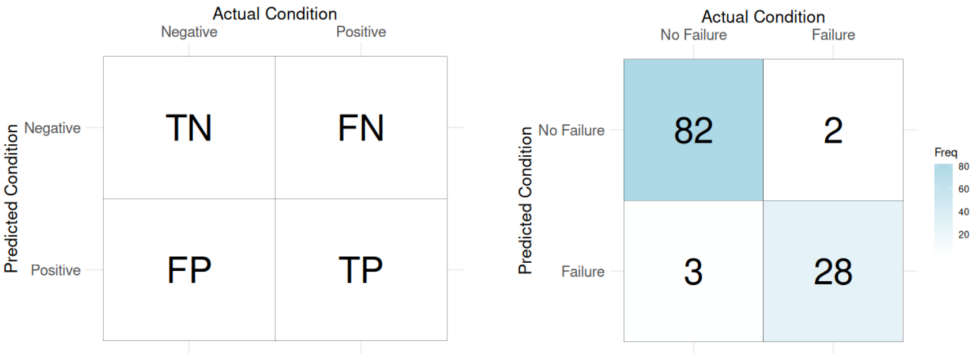 Actual Condition
Negative Positive
Predicted Condition
Negative TN FN
Positive FP TP
Actual Condition
No Failure Failure
Predicted Condition
No Failure 82 2
Failure 3 28
Freq
80
60
40
20